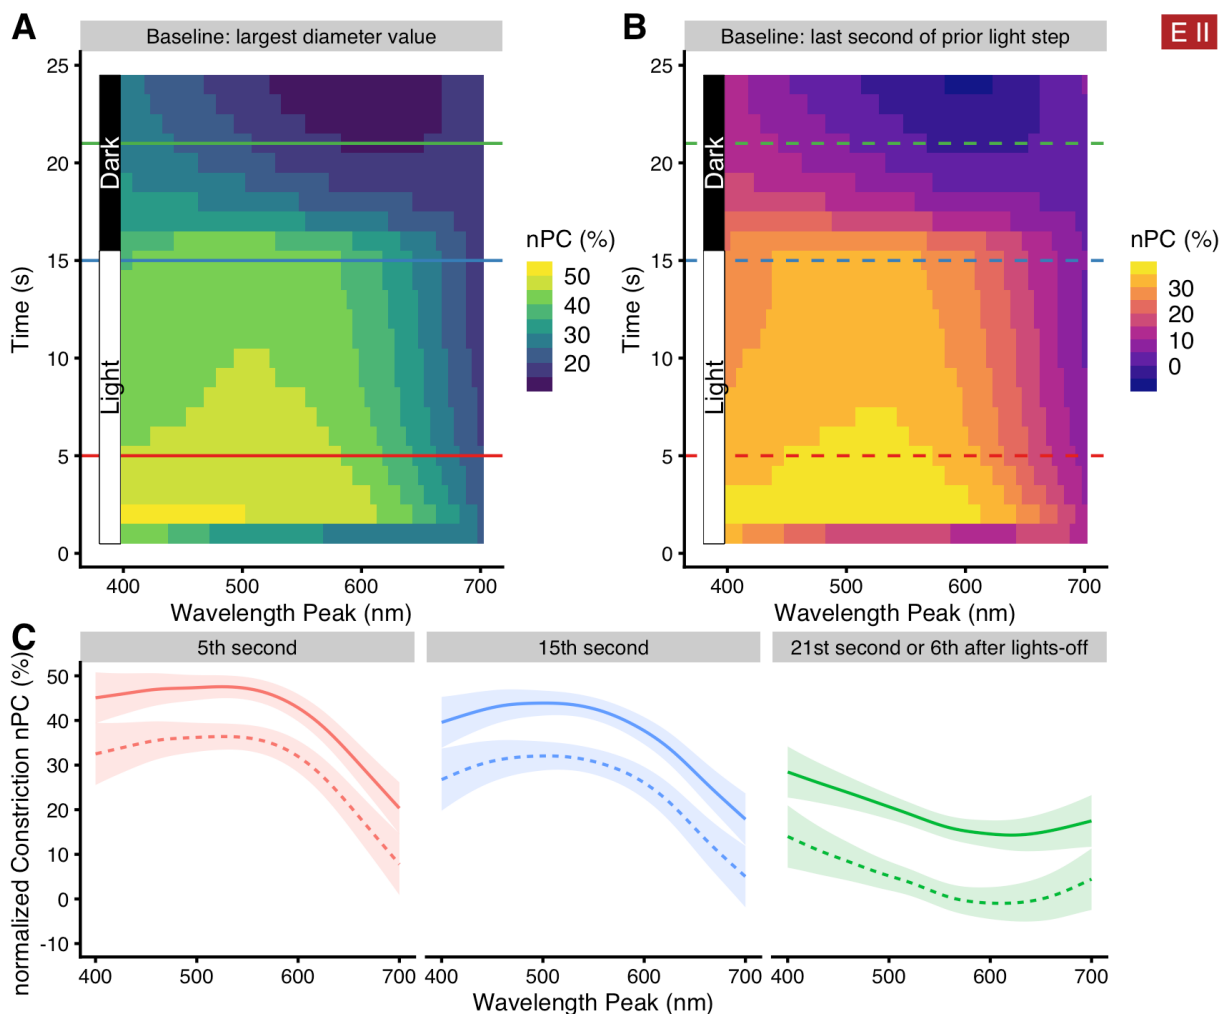 A
Baseline: largest diameter value
B
Baseline: last second of prior light step
E II
Time (s)
25
20
15
10
5
0
Dark
Light
400 500 600 700
Wavelength Peak (nm)
nPC (%)
50
40
30
20
Time (s)
25
20
15
10
5
0
Dark
Light
400 500 600 700
Wavelength Peak (nm)
nPC (%)
30
20
10
0
C
5th second
15th second
21st second or 6th after lights-off
normalized Constriction nPC (%)
50
40
30
20
10
0
-10
400 500 600 700
400 500 600 700
400 500 600 700
Wavelength Peak (nm)